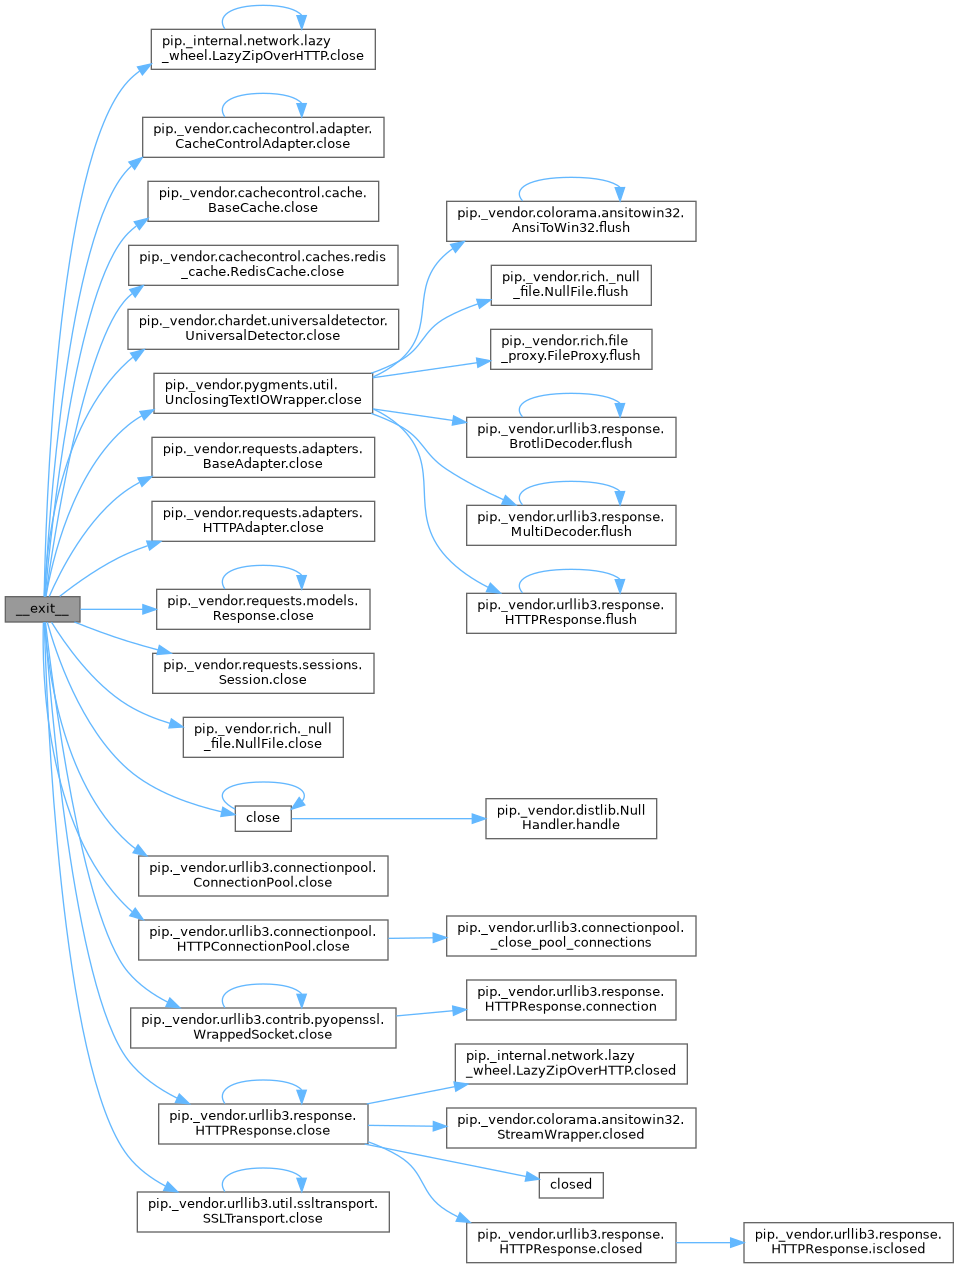 __exit__
pip._internal.network.lazy
_wheel.LazyZipOverHTTP.close
pip._vendor.cachecontrol.adapter.
CacheControlAdapter.close
pip._vendor.cachecontrol.cache.
BaseCache.close
pip._vendor.cachecontrol.caches.redis
_cache.RedisCache.close
pip._vendor.chardet.universaldetector.
UniversalDetector.close
pip._vendor.pygments.util.
UnclosingTextIOWrapper.close
pip._vendor.requests.adapters.
BaseAdapter.close
pip._vendor.requests.adapters.
HTTPAdapter.close
pip._vendor.requests.models.
Response.close
pip._vendor.requests.sessions.
Session.close
pip._vendor.rich._null
_file.NullFile.close
close
pip._vendor.urllib3.connectionpool.
ConnectionPool.close
pip._vendor.urllib3.connectionpool.
HTTPConnectionPool.close
pip._vendor.urllib3.contrib.pyopenssl.
WrappedSocket.close
pip._vendor.urllib3.response.
HTTPResponse.close
pip._vendor.urllib3.util.ssltransport.
SSLTransport.close
pip._vendor.colorama.ansitowin32.
AnsiToWin32.flush
pip._vendor.rich._null
_file.NullFile.flush
pip._vendor.rich.file
_proxy.FileProxy.flush
pip._vendor.urllib3.response.
BrotliDecoder.flush
pip._vendor.urllib3.response.
MultiDecoder.flush
pip._vendor.urllib3.response.
HTTPResponse.flush
pip._vendor.distlib.Null
Handler.handle
pip._vendor.urllib3.connectionpool.
_close_pool_connections
pip._vendor.urllib3.response.
HTTPResponse.connection
pip._internal.network.lazy
_wheel.LazyZipOverHTTP.closed
pip._vendor.colorama.ansitowin32.
StreamWrapper.closed
closed
pip._vendor.urllib3.response.
HTTPResponse.closed
pip._vendor.urllib3.response.
HTTPResponse.isclosed